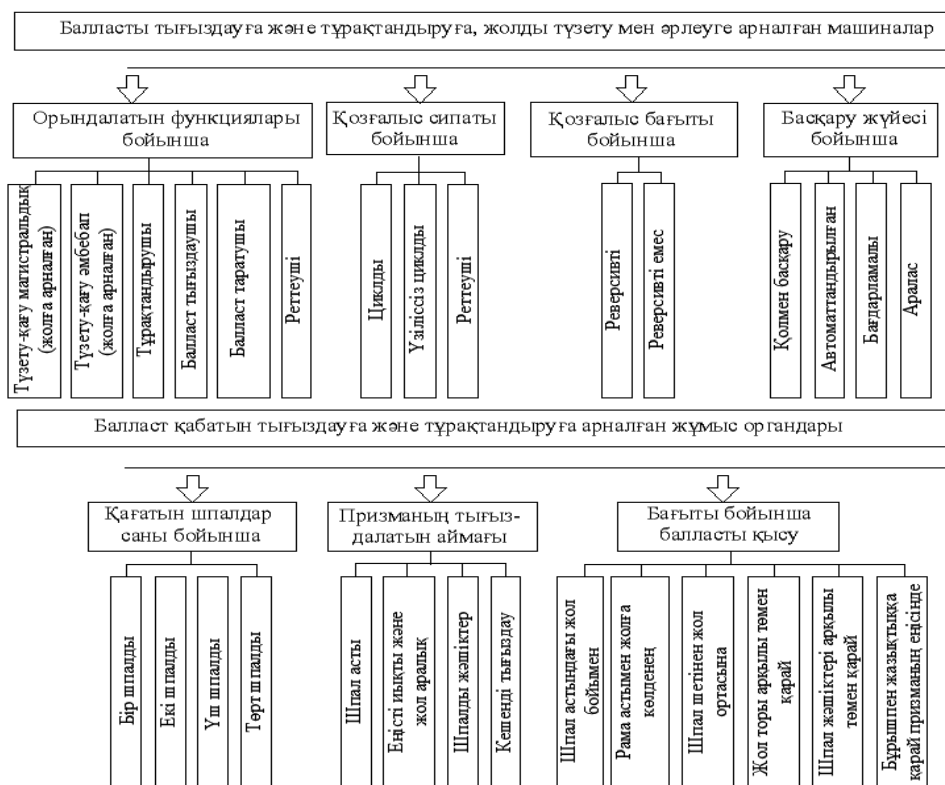 Балласты тығыздауға және тұрақтандыруға, жолды түзету мен әрлеуге арналған машиналар
Орындалатын функциялары
бойынша
Қозғалыс сипаты
бойынша
Қозғалыс бағыты
бойынша
Басқару жүйесі
бойынша
Түзету-қағу магистральдық
(жолға арналған)
Түзету-қағу әмбебап
(жолға арналған)
Тұрақтандырушы
Балласт тығыздаушы
Балласт таратушы
Реттеуші
Циклды
Үзіліссіз циклды
Реттеуші
Реверсивті
Реверсивті емес
Қолмен басқару
Автоматтандырылған
Бағдарламалы
Аралас
Балласт қабатын тығыздауға және тұрақтандыруға арналған жұмыс органдары
Қағатын шпалдар
саны бойынша
Призманың тығыз-
далатын аймағы
Бағыты бойынша
балласты қысу
Бір шпалды
Екі шпалды
Үш шпалды
Төрт шпалды
Шпал асты
Еңісті иықты және
жол аралық
Шпалды жәшіктер
Кешенді тығыздау
Шпал астындағы жол
бойымен
Рама астымен жолға
көлденең
Шпал шетінен жол
ортасына
Жол торы арқылы төмен
қарай
Шпал жәшіктері арқылы
төмен қарай
Бұрышпен жазықтыққа
қарай призманың еңісінде